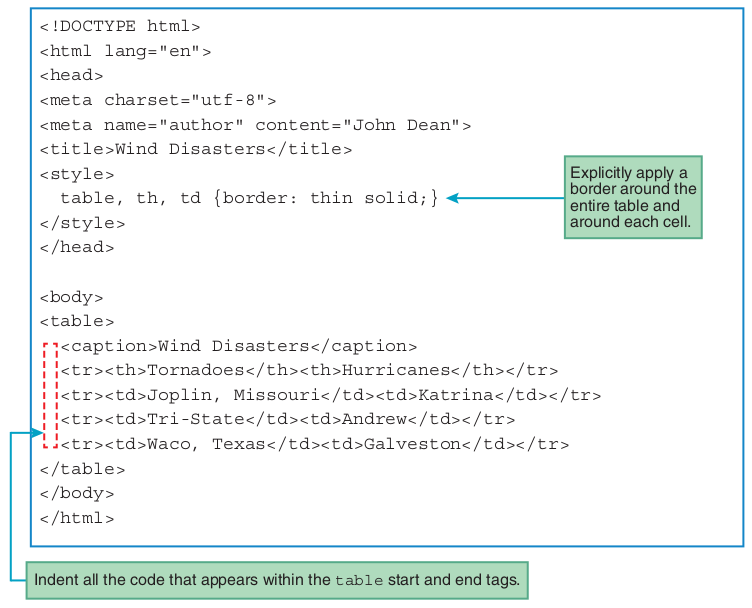 <!DOCTYPE html>
<html lang="en">
<head>
<meta charset="utf-8">
<meta name="author" content="John Dean">
<title>Wind Disasters</title>
<style>
  table, th, td {border: thin solid;}
</style>
</head>
Explicitly apply a
border around the
entire table and
around each cell.
<body>
<table>
  <caption>Wind Disasters</caption>
  <tr><th>Tornadoes</th><th>Hurricanes</th></tr>
  <tr><td>Joplin, Missouri</td><td>Katrina</td></tr>
  <tr><td>Tri-State</td><td>Andrew</td></tr>
  <tr><td>Waco, Texas</td><td>Galveston</td></tr>
</table>
</body>
</html>
Indent all the code that appears within the table start and end tags.